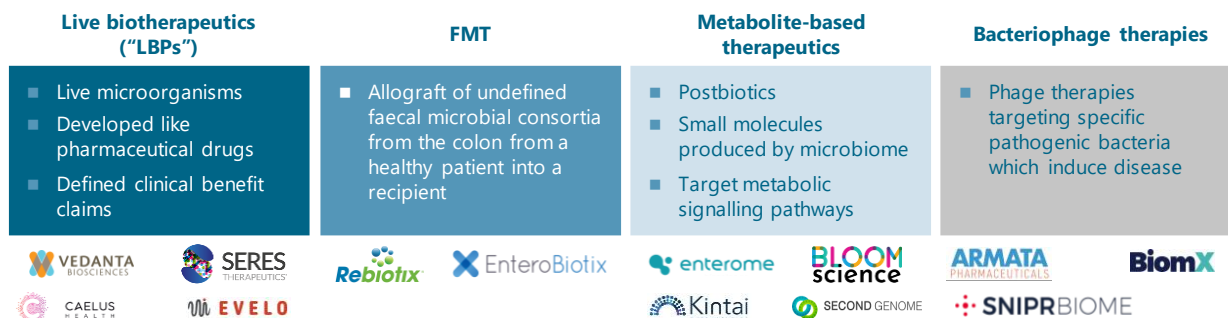 Live biotherapeutics
(“LBPs”)
Live microorganisms
Developed like
pharmaceutical drugs
Defined clinical benefit
claims
VEDANTA
BIOSCIENCES
SERES
THERAPEUTICS
CAELUS
HEALTH
EVELO
FMT
Allograft of undefined
faecal microbial consortia
from the colon from a
healthy patient into a
recipient
Rebiotix
EnteroBiotix
Metabolite-based
therapeutics
Postbiotics
Small molecules
produced by microbiome
Target metabolic
signalling pathways
enterome
BLOOM
science
Kintai
SECOND GENOME
Bacteriophage therapies
Phage therapies
targeting specific
pathogenic bacteria
which induce disease
ARMATA
PHARMACEUTICALS
BiomX
SNIPRBIOME